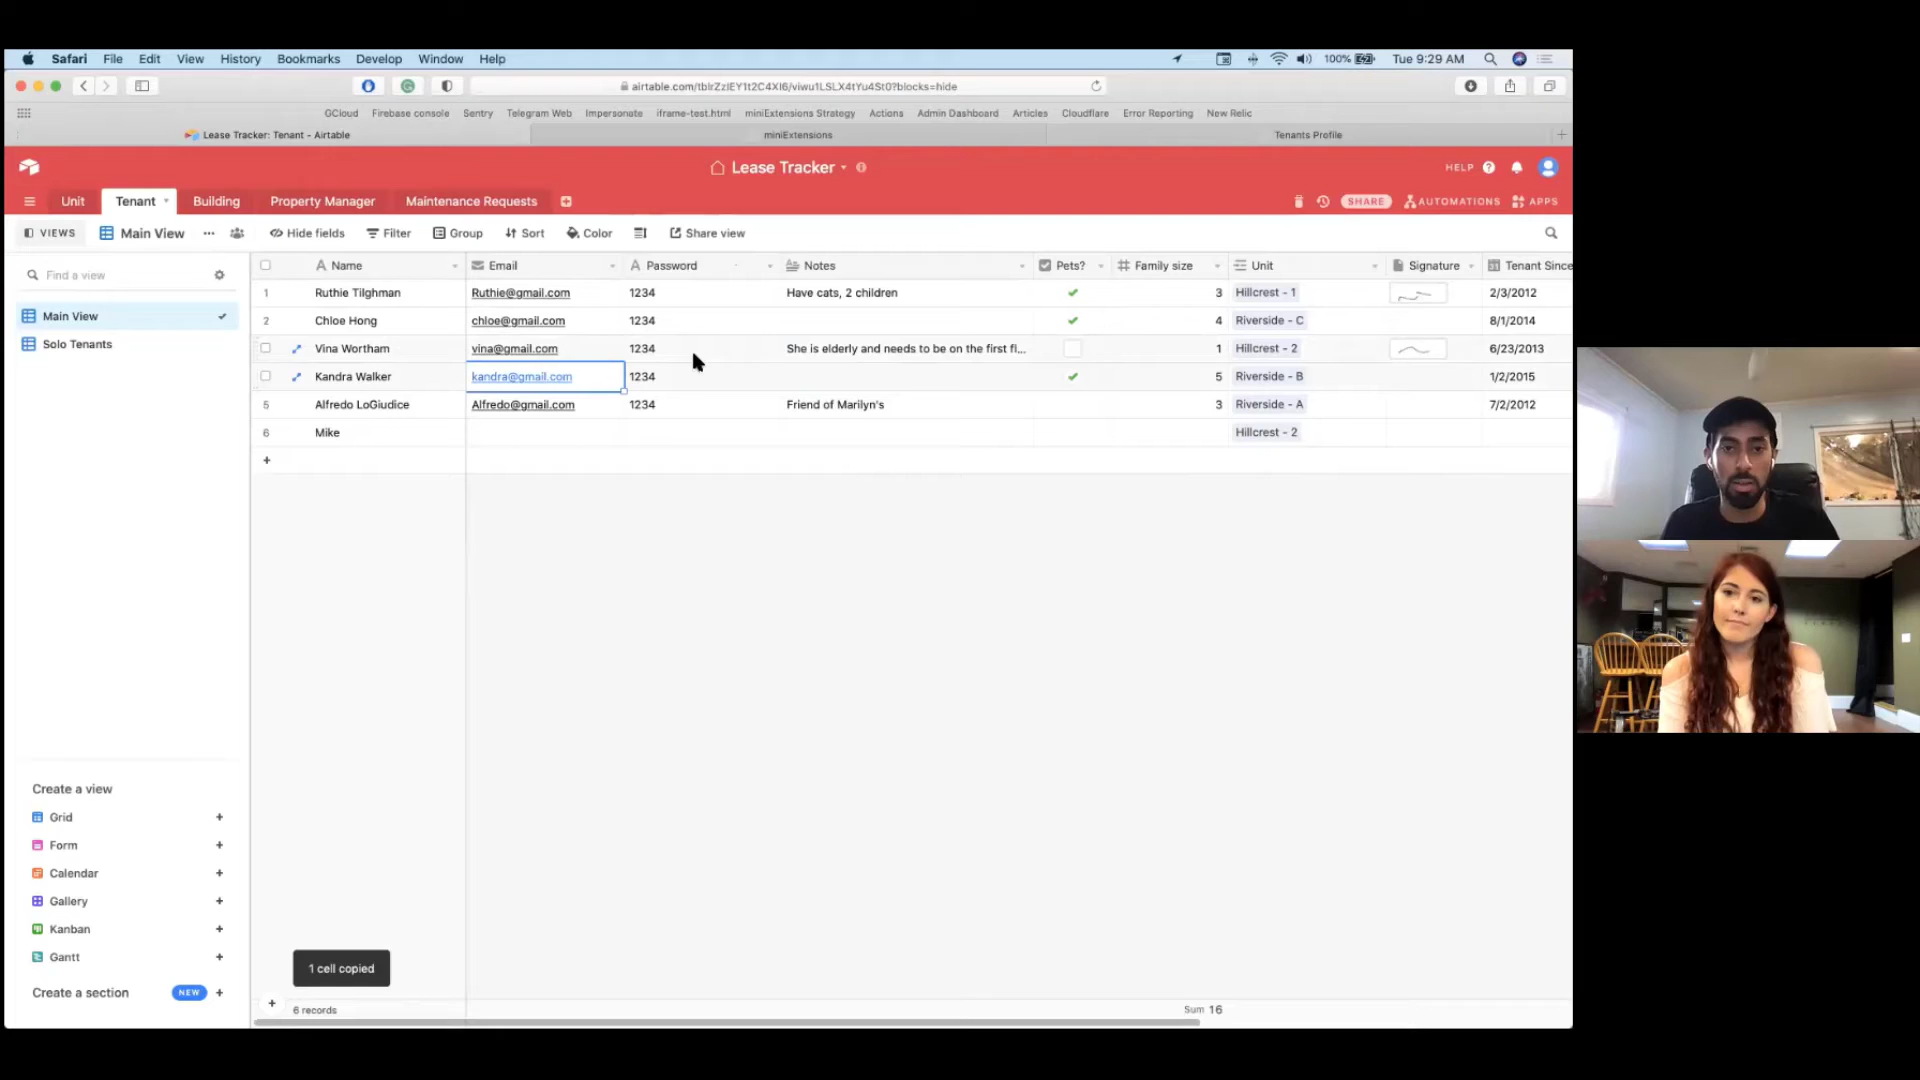 Safari File Edit View History Bookmarks Develop Window Help 100% Tue 9:29 AM
airtable.com/tblrZzIEY1t2C4XI6/viwu1LSLX4tYu4St0?blocks=hide
GCloud Firebase console Sentry Telegram Web Impersonate iframe-test.html miniExtensions Strategy Actions Admin Dashboard Articles Cloudflare Error Reporting New Relic
Lease Tracker: Tenant - Airtable miniExtensions Tenants Profile
Lease Tracker HELP
Unit Tenant Building Property Manager Maintenance Requests SHARE AUTOMATIONS APPS
VIEWS Main View Hide fields Filter Group Sort Color Share view
Find a view
Main View
Solo Tenants
Name Email Password Notes Pets? Family size Unit Signature Tenant Since
1 Ruthie Tilghman Ruthie@gmail.com 1234 Have cats, 2 children 3 Hillcrest - 1 2/3/2012
2 Chloe Hong chloe@gmail.com 1234 4 Riverside - C 8/1/2014
Vina Wortham vina@gmail.com 1234 She is elderly and needs to be on the first fl... 1 Hillcrest - 2 6/23/2013
Kandra Walker kandra@gmail.com 1234 5 Riverside - B 1/2/2015
5 Alfredo LoGiudice Alfredo@gmail.com 1234 Friend of Marilyn's 3 Riverside - A 7/2/2012
6 Mike Hillcrest - 2
Create a view
Grid
Form
Calendar
Gallery
Kanban
Gantt
Create a section NEW
1 cell copied
6 records Sum 16